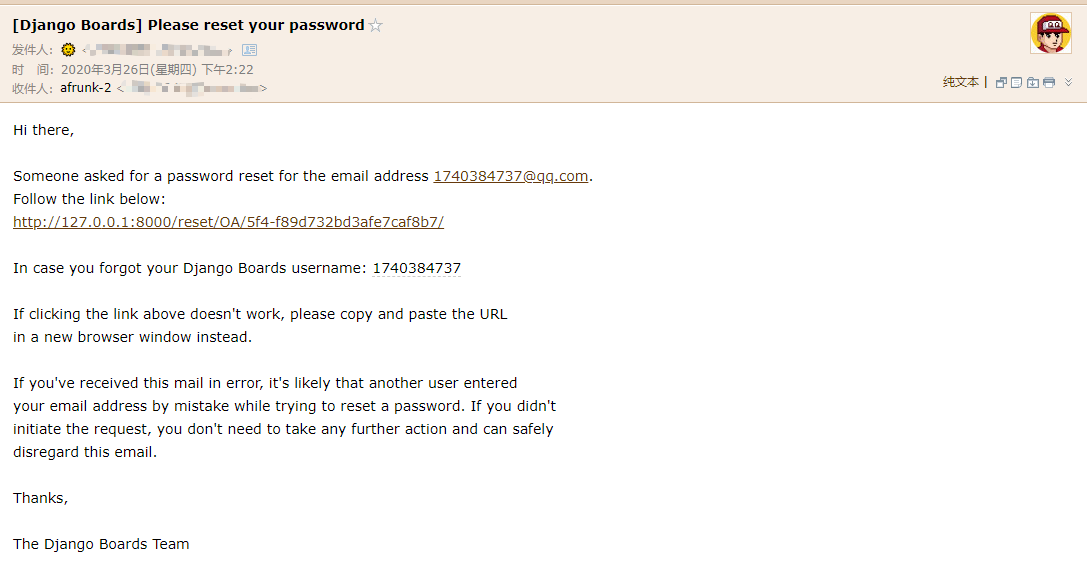 [Django Boards] Please reset your password
发件人：
时　间：2020年3月26日(星期四) 下午2:22
收件人：afrunk-2 < >
纯文本 |
Hi there,
Someone asked for a password reset for the email address 1740384737@qq.com.
Follow the link below:
http://127.0.0.1:8000/reset/OA/5f4-f89d732bd3afe7caf8b7/
In case you forgot your Django Boards username: 1740384737
If clicking the link above doesn't work, please copy and paste the URL
in a new browser window instead.
If you've received this mail in error, it's likely that another user entered
your email address by mistake while trying to reset a password. If you didn't
initiate the request, you don't need to take any further action and can safely
disregard this email.
Thanks,
The Django Boards Team